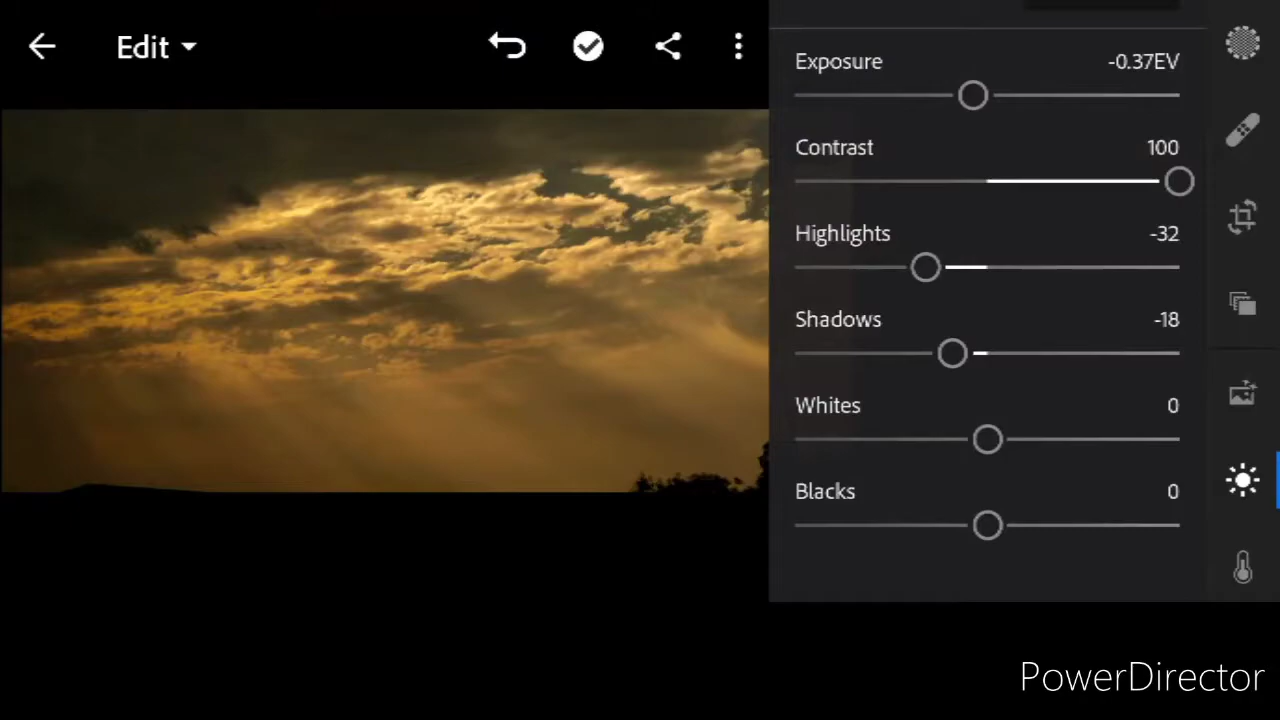 Edit
Exposure -0.37EV
Contrast 100
Highlights -32
Shadows -18
Whites 0
Blacks 0
PowerDirector